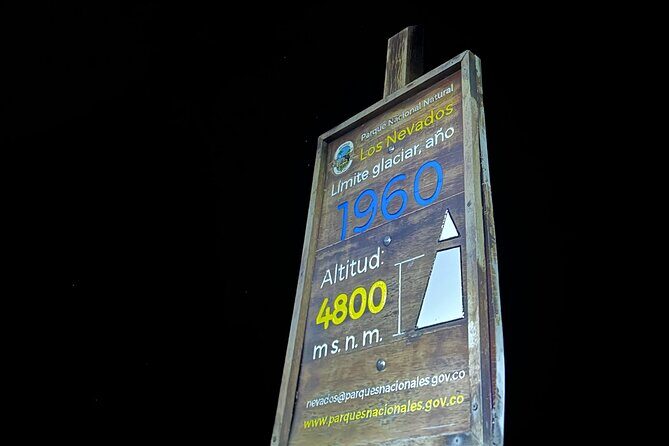 Parque Nacional Natural
Los Nevados
Límite glaciar, año
1960
Altitud:
4800
m s. n. m.
nevados@parquesnacionales.gov.co
www.parquesnacionales.gov.co